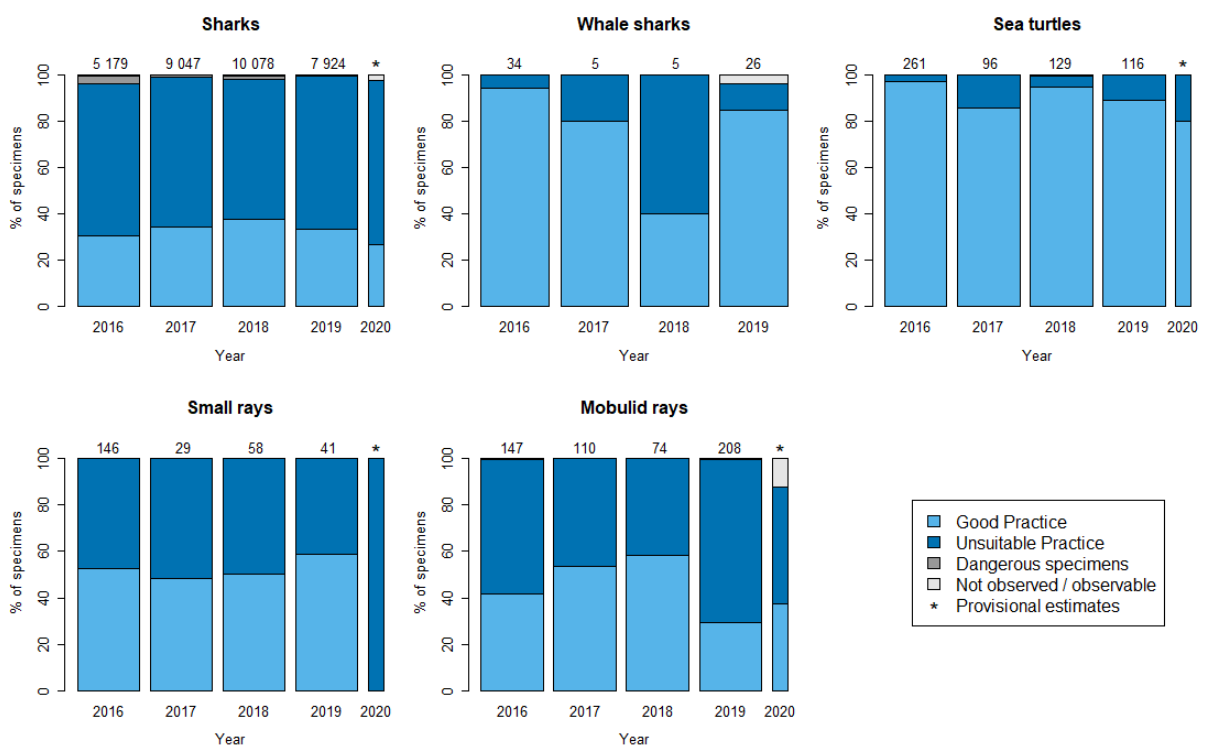 Sharks
5 179 9 047 10 078 7 924 *
% of specimens
100
80
60
40
20
0
2016 2017 2018 2019 2020
Year
Whale sharks
34 5 5 26
% of specimens
100
80
60
40
20
0
2016 2017 2018 2019
Year
Sea turtles
261 96 129 116 *
% of specimens
100
80
60
40
20
0
2016 2017 2018 2019 2020
Year
Small rays
146 29 58 41 *
% of specimens
100
80
60
40
20
0
2016 2017 2018 2019 2020
Year
Mobulid rays
147 110 74 208 *
% of specimens
100
80
60
40
20
0
2016 2017 2018 2019 2020
Year
Good Practice
Unsuitable Practice
Dangerous specimens
Not observed / observable
* Provisional estimates